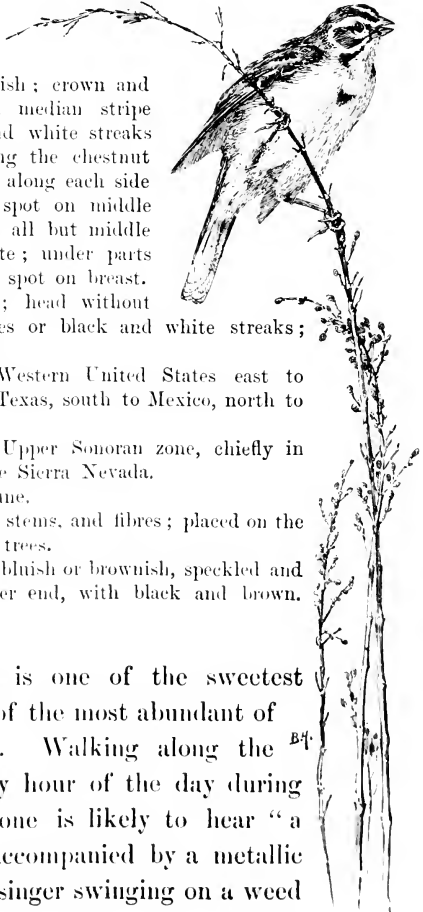 ish ; crown and
median stripe
d white streaks
ng the chestnut
along each side
spot on middle
all but middle
te ; under parts
spot on breast.
; head without
es or black and white streaks ;
Western United States east to
Texas, south to Mexico, north to
Upper Sonoran zone, chiefly in
e Sierra Nevada.
ane.
stems, and fibres ; placed on the
trees.
bluish or brownish, speckled and
er end, with black and brown.
is one of the sweetest
of the most abundant of
. Walking along the
y hour of the day during
one is likely to hear “a
accompanied by a metallic
singer swinging on a weed